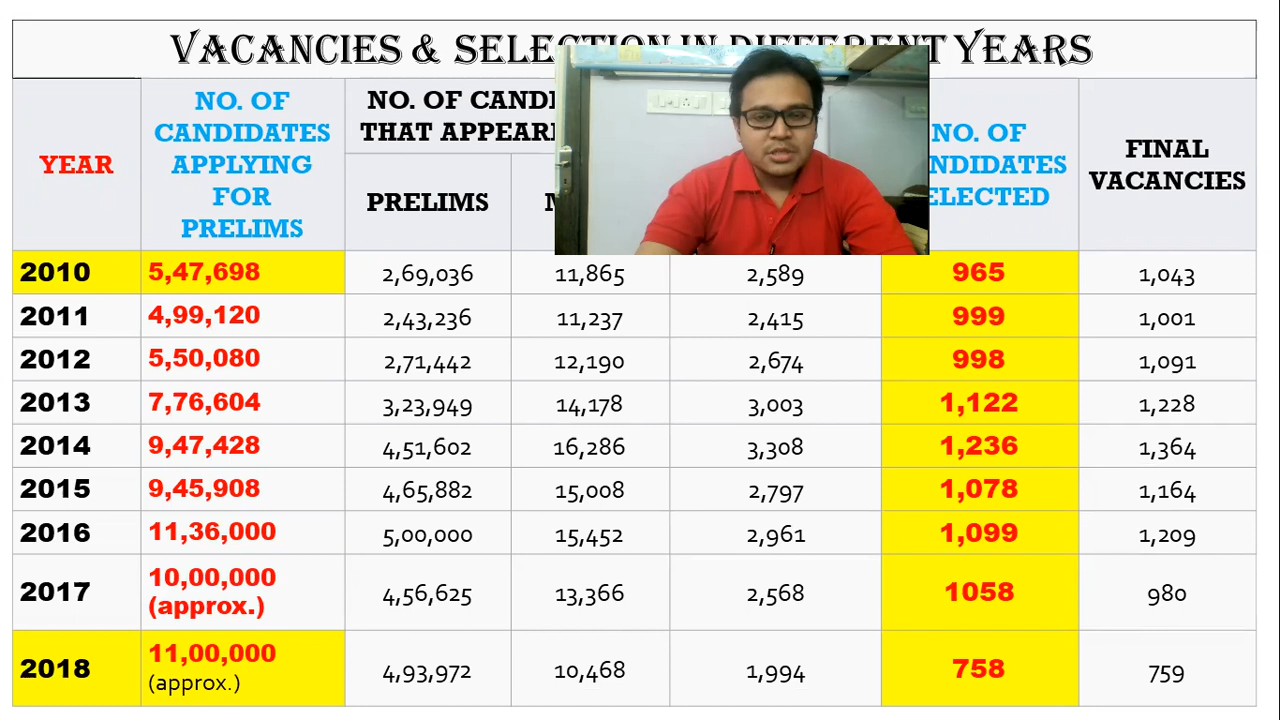 VACANCIES & SELECTION IN DIFFERENT YEARS
YEAR
NO. OF
CANDIDATES
APPLYING
FOR
PRELIMS
NO. OF
THAT
PRELIMS
NO. OF
FINAL
VACANCIES
2010 5,47,698 2,69,036 11,865 2,589 965 1,043
2011 4,99,120 2,43,236 11,237 2,415 999 1,001
2012 5,50,080 2,71,442 12,190 2,674 998 1,091
2013 7,76,604 3,23,949 14,178 3,003 1,122 1,228
2014 9,47,428 4,51,602 16,286 3,308 1,236 1,364
2015 9,45,908 4,65,882 15,008 2,797 1,078 1,164
2016 11,36,000 5,00,000 15,452 2,961 1,099 1,209
2017 10,00,000
(approx.) 4,56,625 13,366 2,568 1058 980
2018 11,00,000
(approx.) 4,93,972 10,468 1,994 758 759